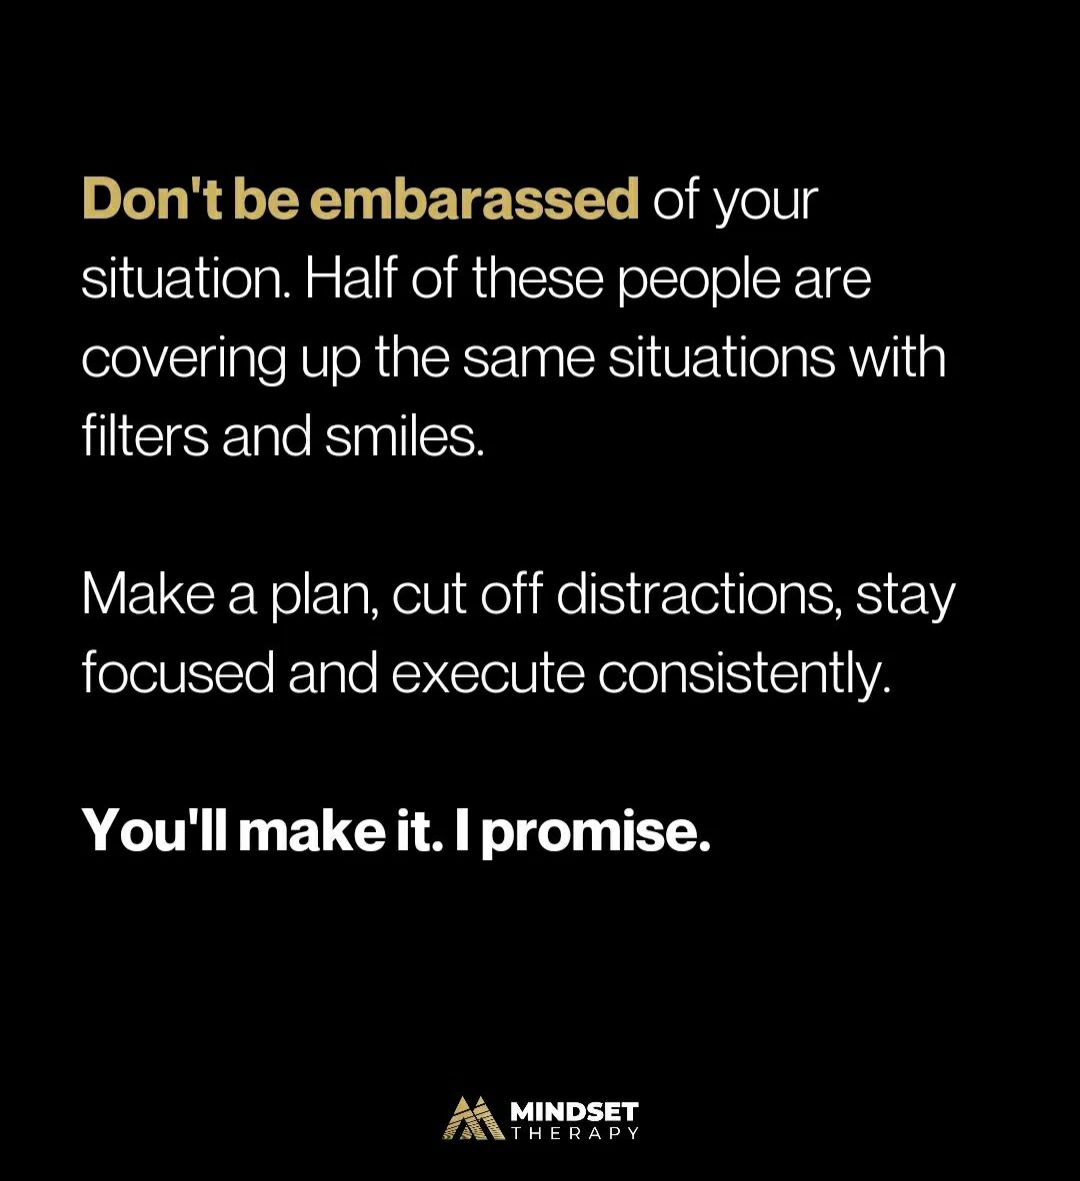 Don't be embarassed of your
situation. Half of these people are
covering up the same situations with
filters and smiles.
Make a plan, cut off distractions, stay
focused and execute consistently.
You'll make it. I promise.
MINDSET
THERAPY